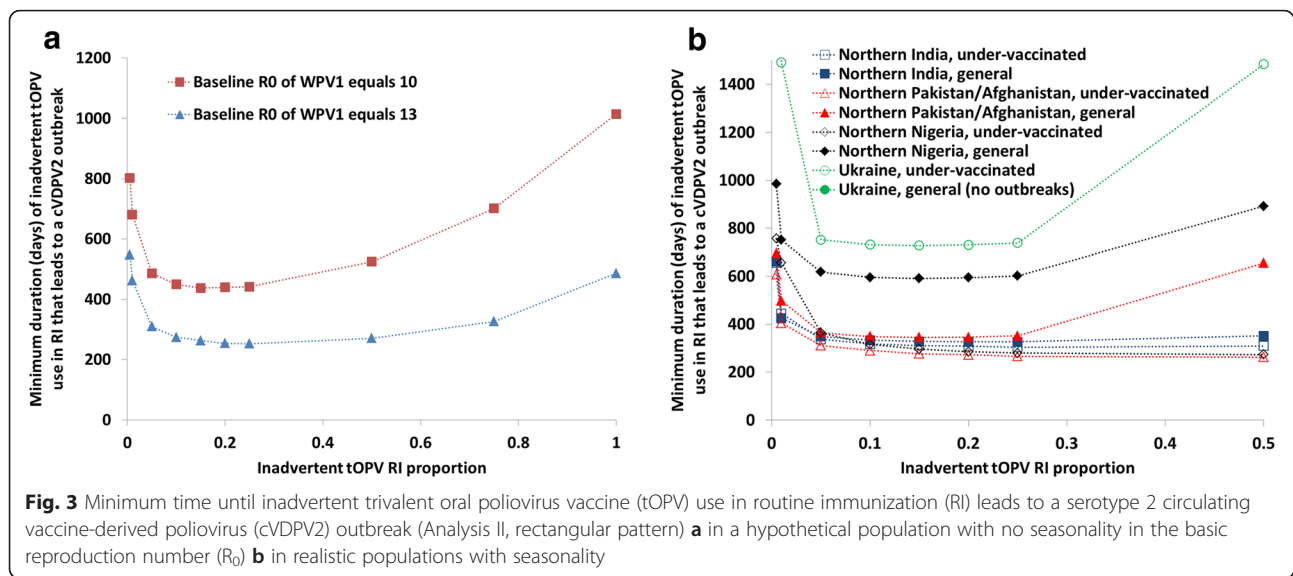 a
1200
1000
800
600
400
200
0
0
0.2
0.4
0.6
0.8
1
Minimum duration (days) of inadvertent tOPV
use in RI that leads to a cVDPV2 outbreak
Inadvertent tOPV RI proportion
Baseline R0 of WPV1 equals 10
Baseline R0 of WPV1 equals 13
b
1400
1200
1000
800
600
400
200
0
0
0.1
0.2
0.3
0.4
0.5
Minimum duration (days) of inadvertent tOPV
use in RI that leads to a cVDPV2 outbreak
Inadvertent tOPV RI proportion
Northern India, under-vaccinated
Northern India, general
Northern Pakistan/Afghanistan, under-vaccinated
Northern Pakistan/Afghanistan, general
Northern Nigeria, under-vaccinated
Northern Nigeria, general
Ukraine, under-vaccinated
Ukraine, general (no outbreaks)
Fig. 3 Minimum time until inadvertent trivalent oral poliovirus vaccine (tOPV) use in routine immunization (RI) leads to a serotype 2 circulating
vaccine-derived poliovirus (cVDPV2) outbreak (Analysis II, rectangular pattern) a in a hypothetical population with no seasonality in the basic
reproduction number (R₀) b in realistic populations with seasonality